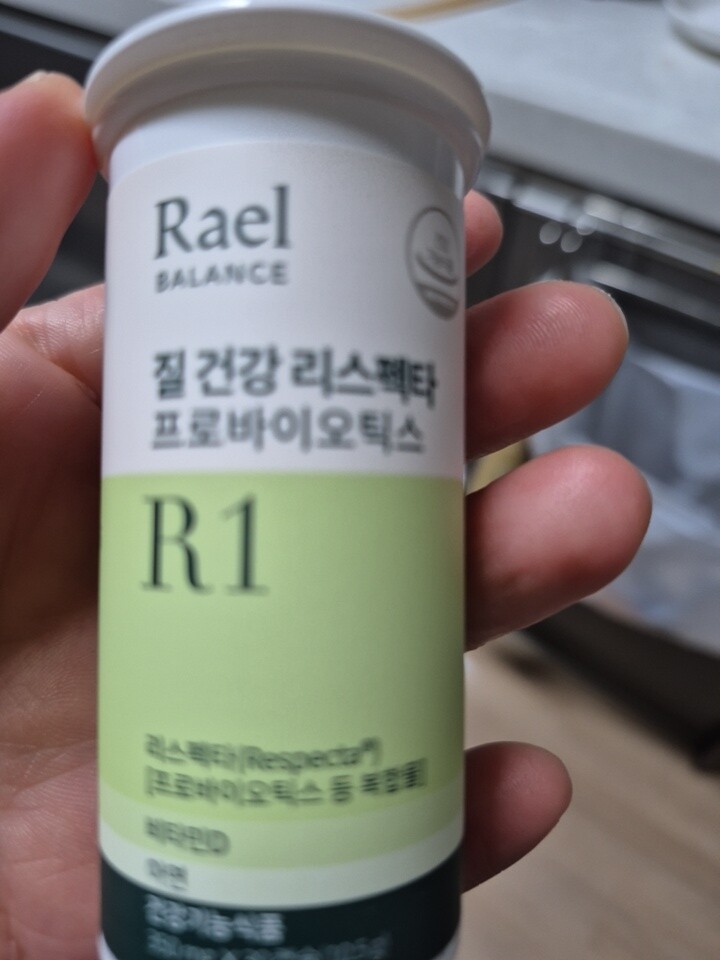 Rael
BALANCE
질 건강 리스펙타
프로바이오틱스
R1
리스펙타(Respecta®)
[프로바이오틱스 등 복합물]
비타민D
아연
건강기능식품